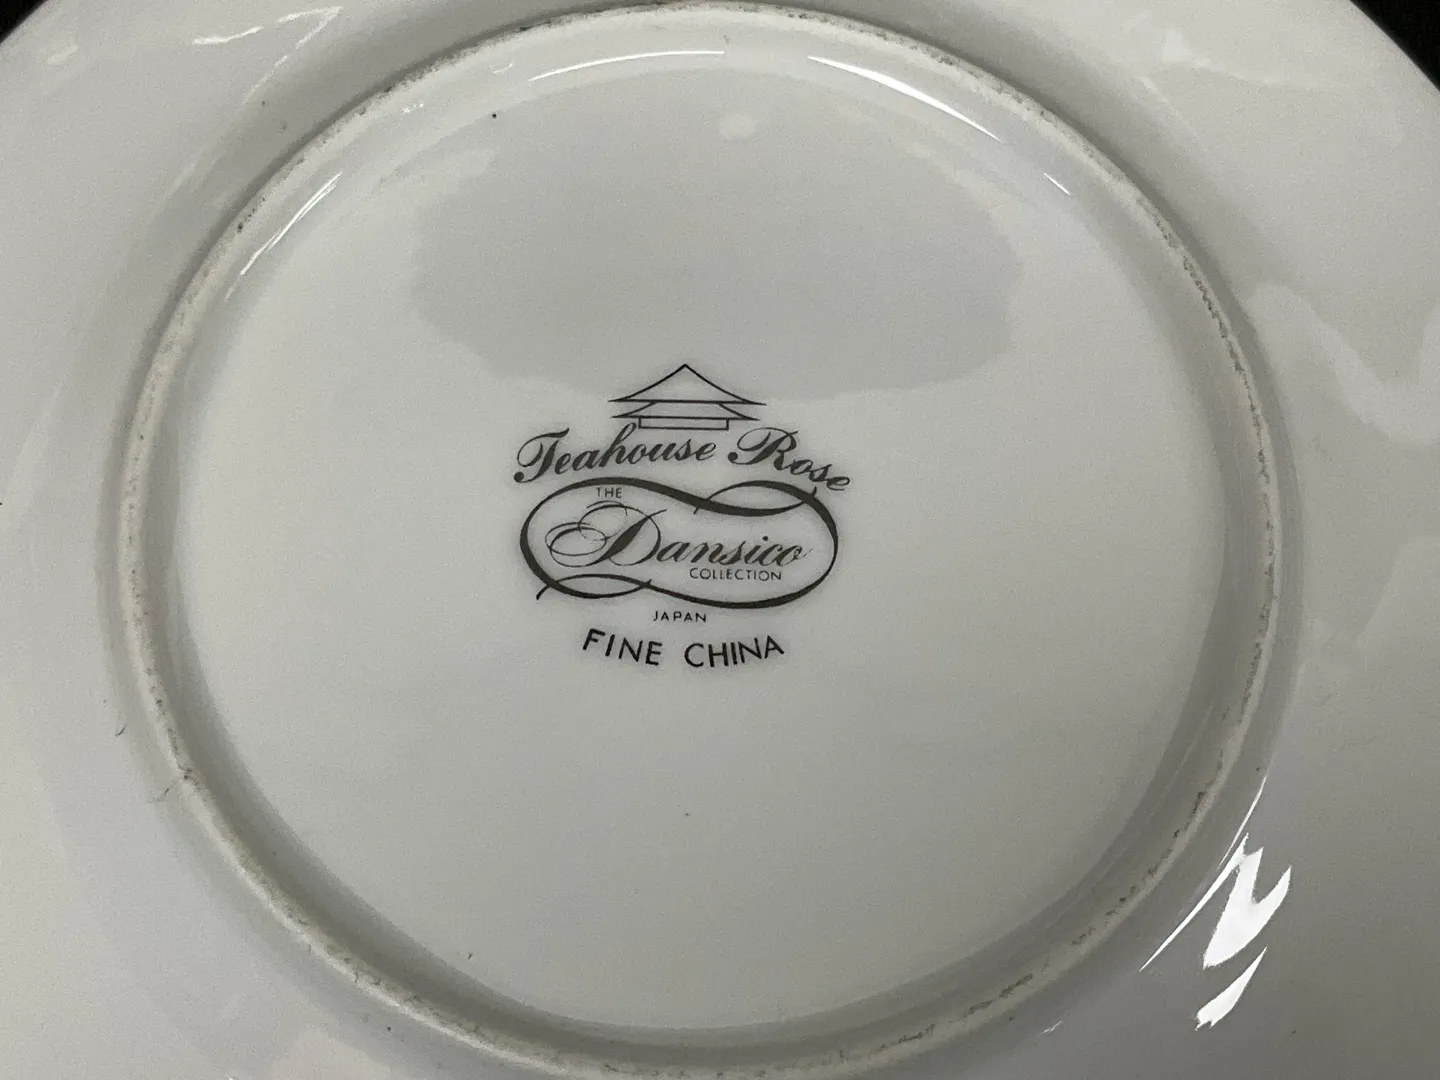 Teahouse Rose
THE
Dansico
COLLECTION
JAPAN
FINE CHINA